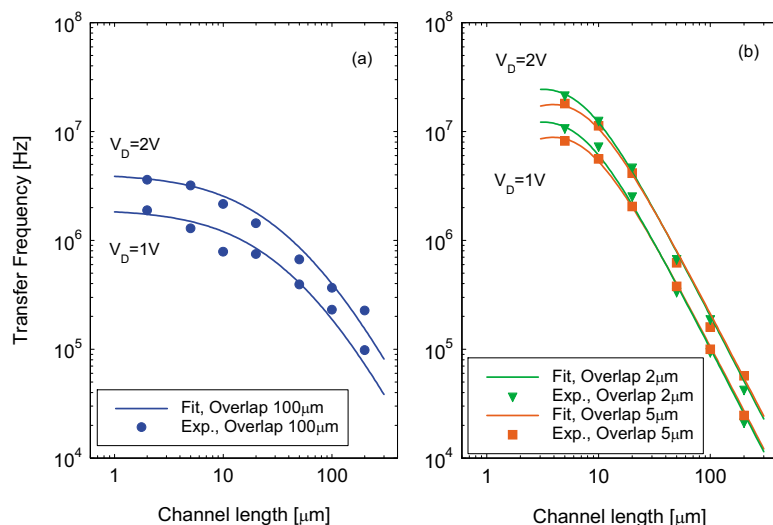 (a)
V_D=2V
V_D=1V
Transfer Frequency [Hz]
10^8
10^7
10^6
10^5
10^4
Fit, Overlap 100μm
Exp., Overlap 100μm
1 10 100
Channel length [μm]
(b)
V_D=2V
V_D=1V
10^8
10^7
10^6
10^5
10^4
Fit, Overlap 2μm
Exp., Overlap 2μm
Fit, Overlap 5μm
Exp., Overlap 5μm
1 10 100
Channel length [μm]